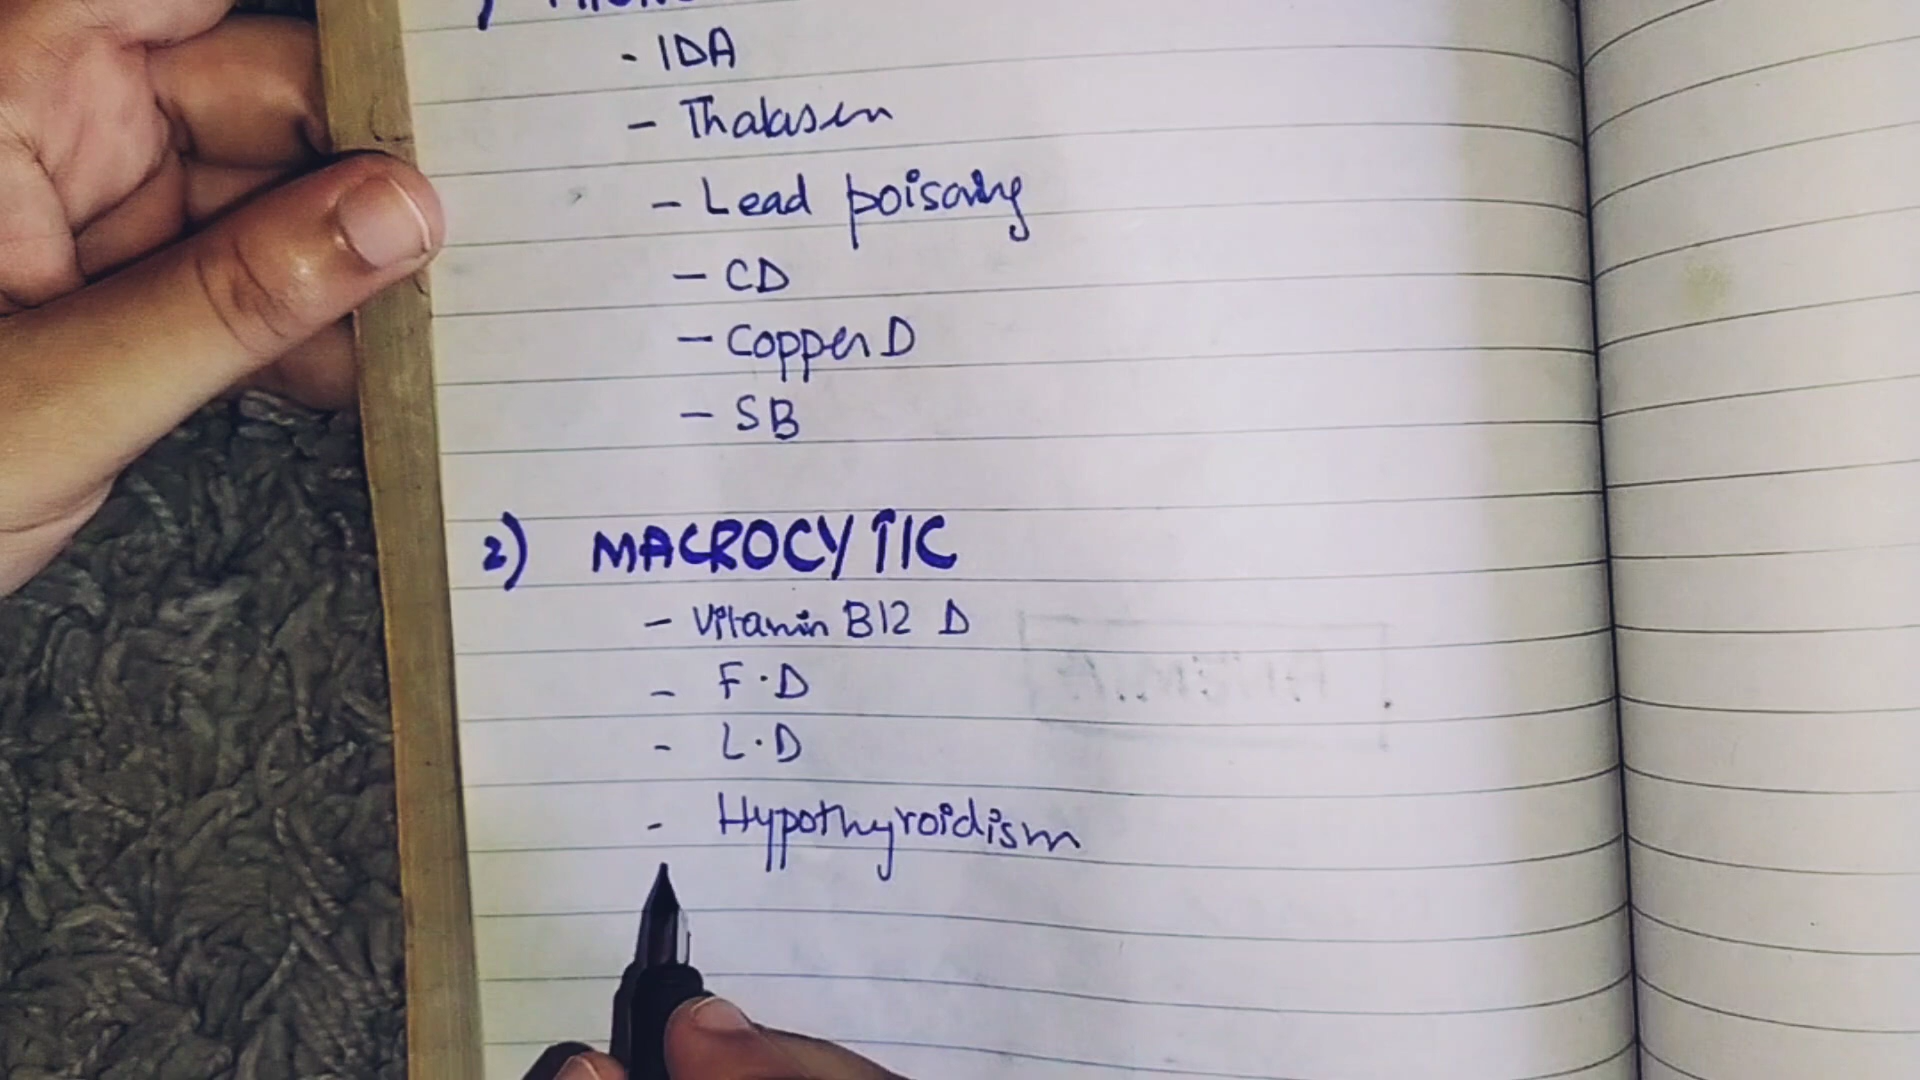 - IDA
- Thalassem
- Lead poisoning
- CD
- Copper D
- SB
2) MACROCYTIC
- Vitamin B12 D
- F.D
- L.D
- Hypothyroidism